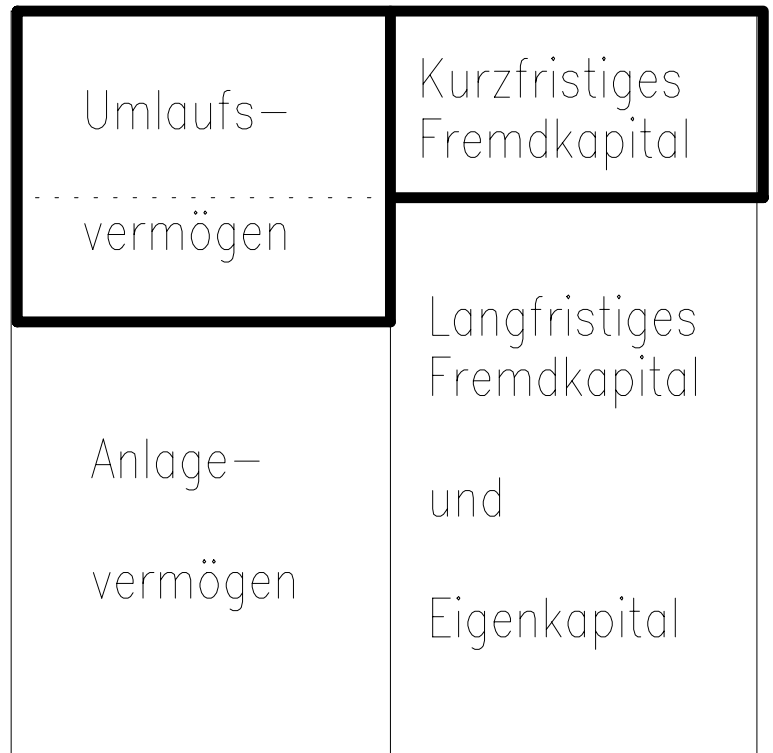 Umlaufs–
vermögen
Anlage–
vermögen
Kurzfristiges
Fremdkapital
Langfristiges
Fremdkapital
und
Eigenkapital